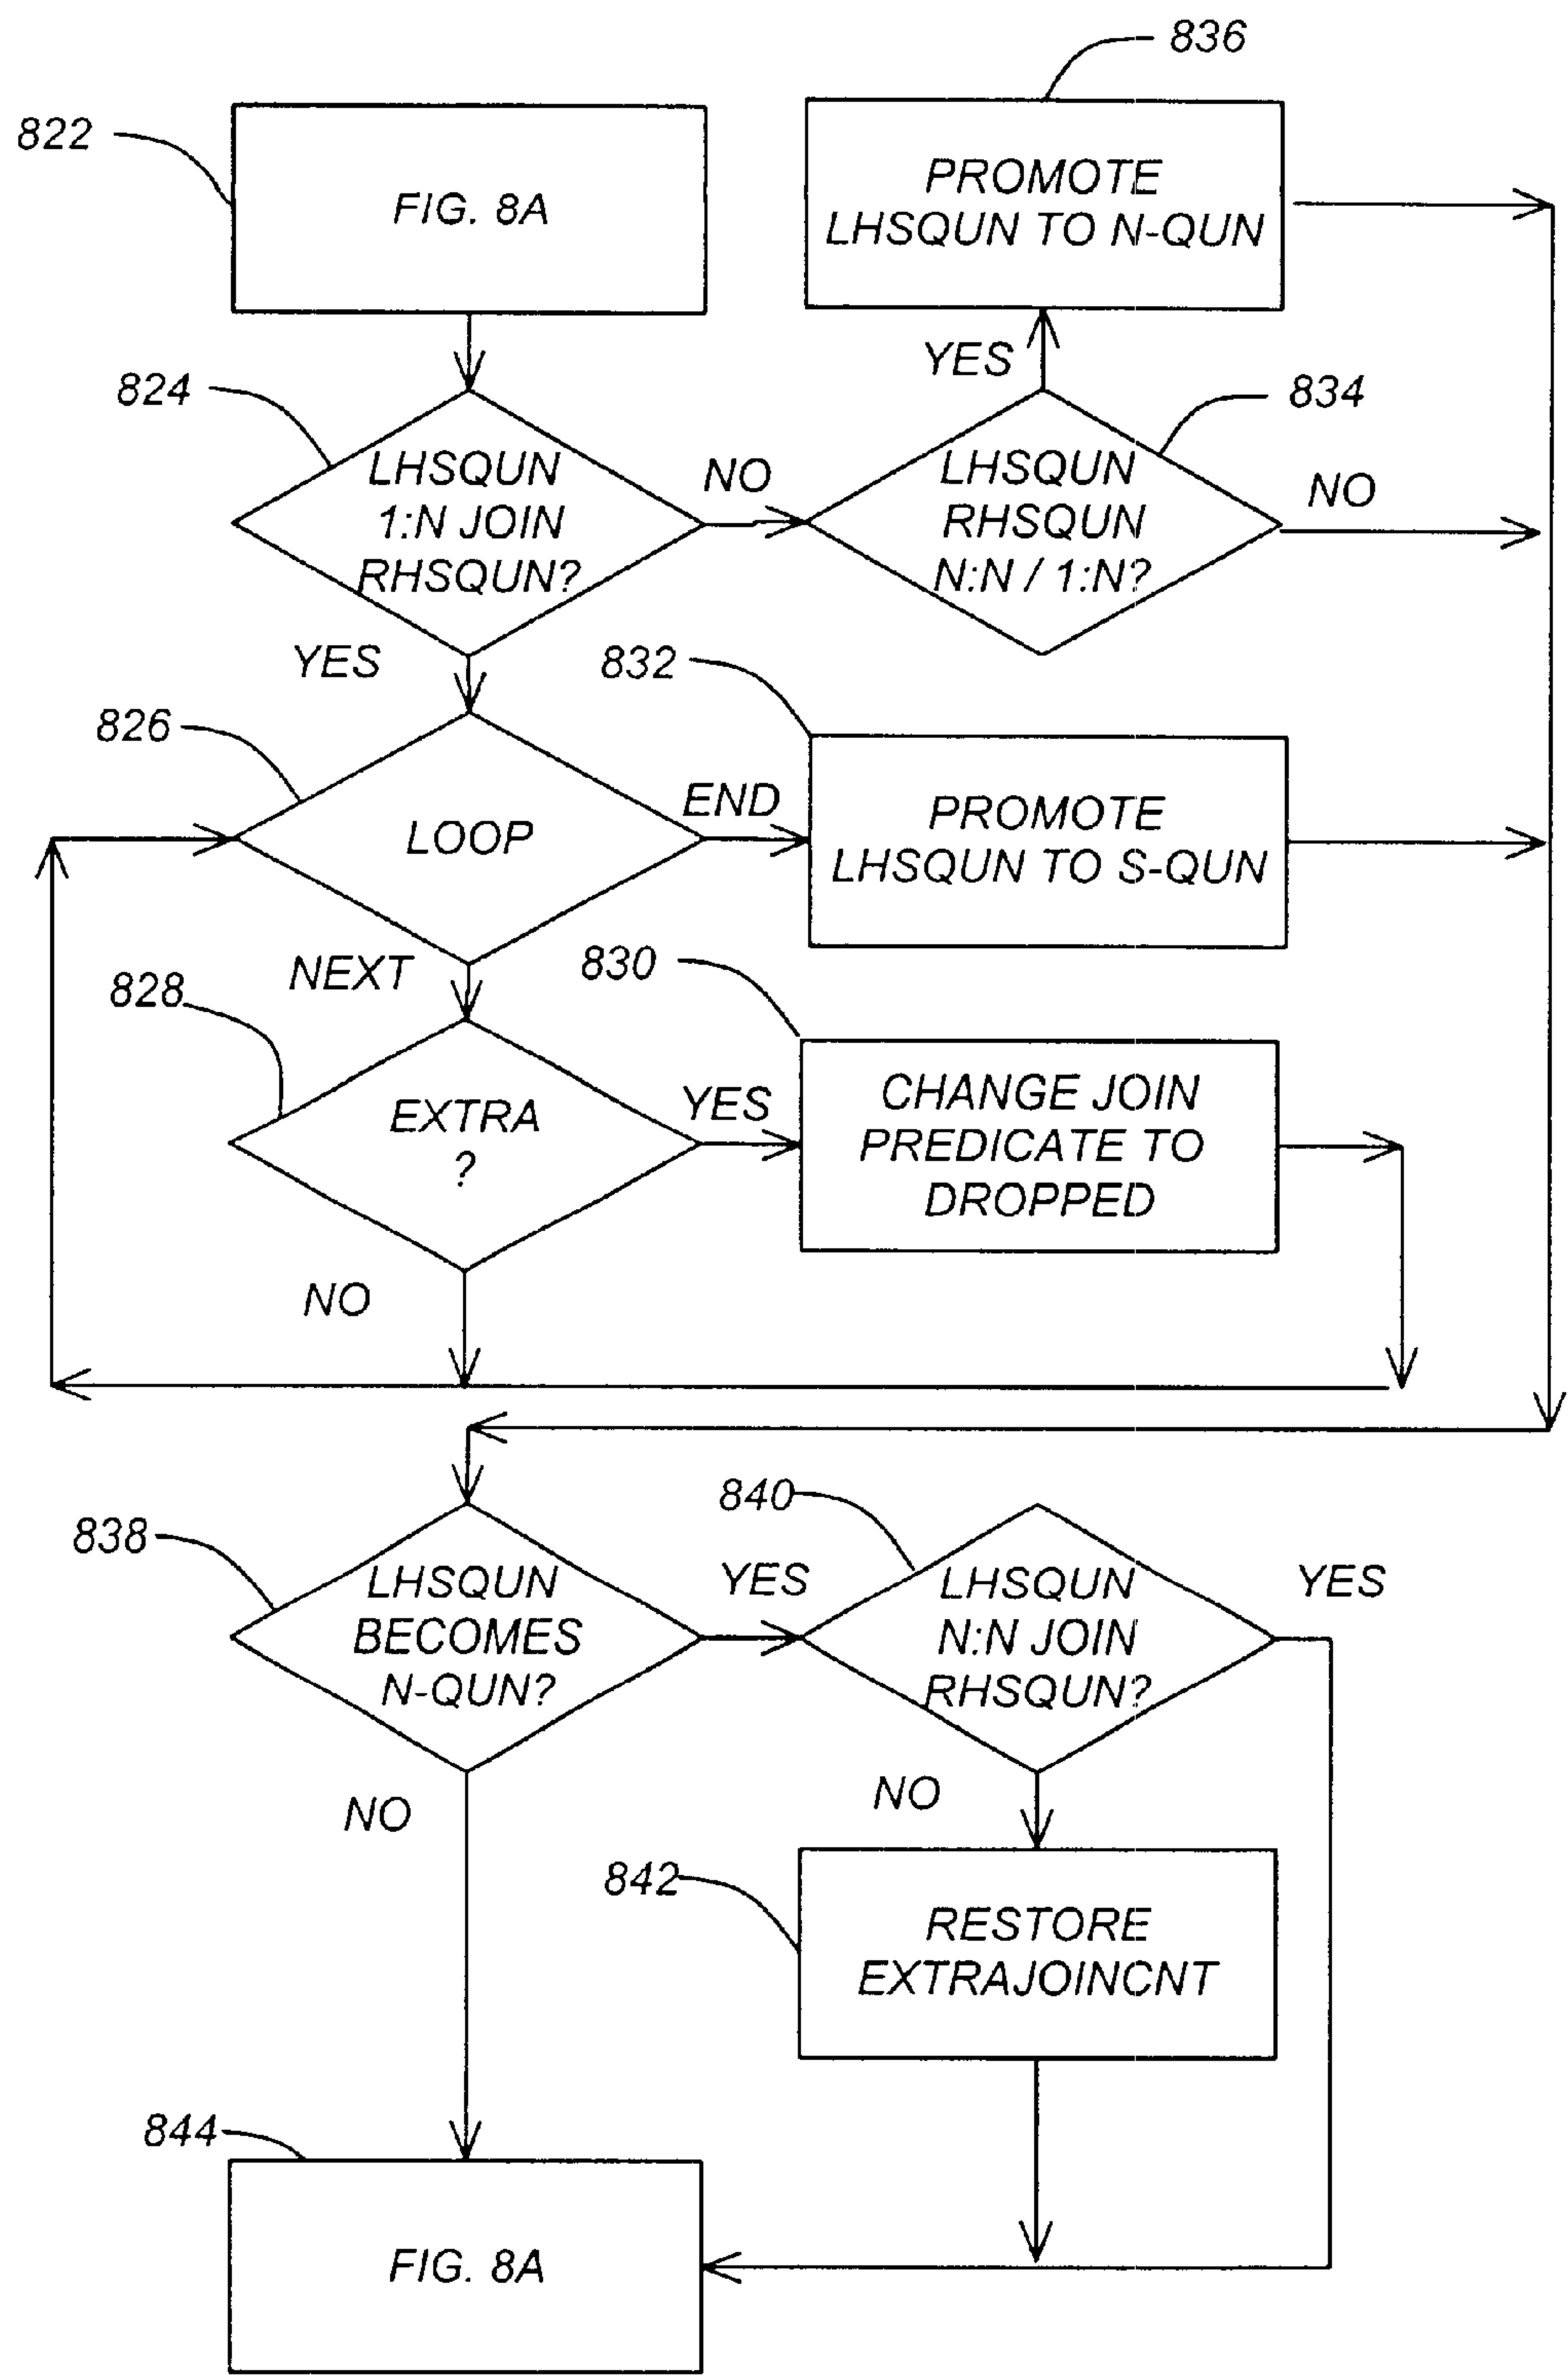 836
822
FIG. 8A
PROMOTE
LHSQUN TO N-QUN
YES
824
834
LHSQUN
1:N JOIN
RHSQUN?
NO
LHSQUN
RHSQUN
N:N / 1:N?
NO
YES
832
826
LOOP
END
PROMOTE
LHSQUN TO S-QUN
NEXT
830
828
EXTRA
?
YES
CHANGE JOIN
PREDICATE TO
DROPPED
NO
840
838
LHSQUN
BECOMES
N-QUN?
YES
LHSQUN
N:N JOIN
RHSQUN?
YES
NO
NO
842
RESTORE
EXTRAJOINCNT
844
FIG. 8A